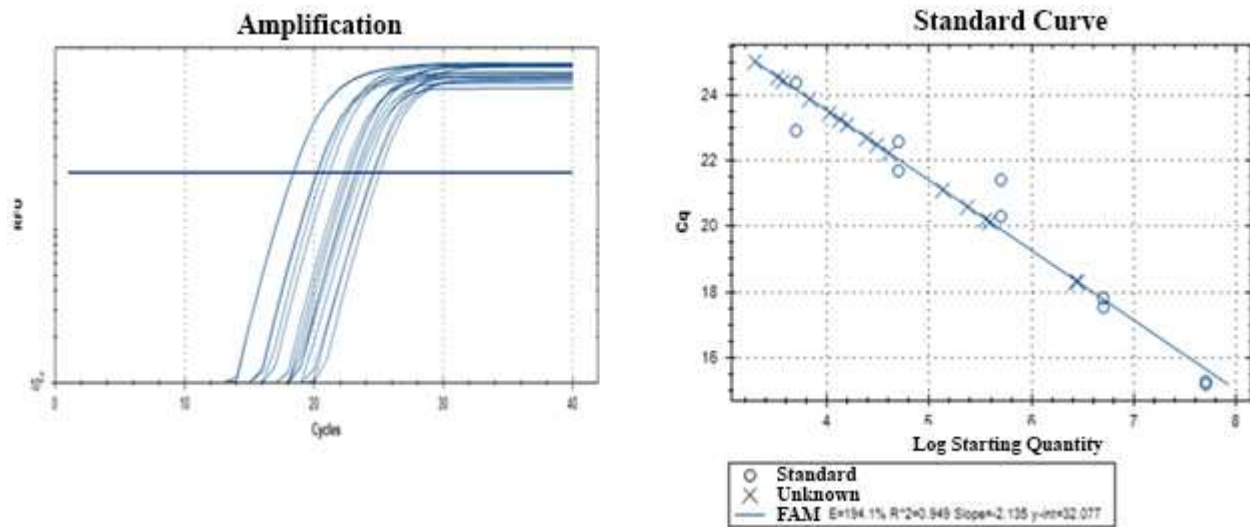 Amplification
RFU
0
10
20
30
40
Cycles
Standard Curve
Cq
24
22
20
18
16
4
5
6
7
8
Log Starting Quantity
Standard
Unknown
FAM E=194.1% R^2=0.949 Slope=-2.135 y-int=32.077